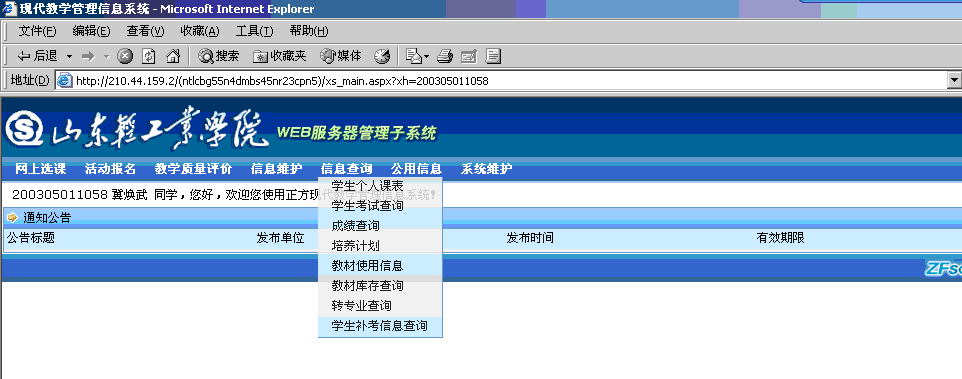 现代教学管理信息系统 - Microsoft Internet Explorer
文件(F) 编辑(E) 查看(V) 收藏(A) 工具(T) 帮助(H)
后退 搜索 收藏夹 媒体
地址(D) http://210.44.159.2/(ntlcbg55n4dmbs45nr23cpn5)/xs_main.aspx?xh=200305011058
山东轻工业学院 WEB服务器管理子系统
网上选课 活动报名 教学质量评价 信息维护 信息查询 公用信息 系统维护
200305011058 冀焕武 同学，您好，欢迎您使用正方现代教学管理信息系统!
通知公告
公告标题 发布单位 发布时间 有效期限
学生个人课表
学生考试查询
成绩查询
培养计划
教材使用信息
教材库存查询
转专业查询
学生补考信息查询